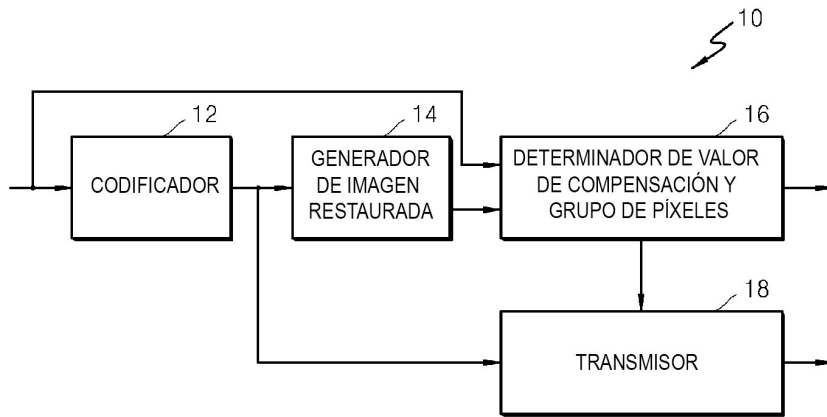 10
12
CODIFICADOR
14
GENERADOR
DE IMAGEN
RESTAURADA
16
DETERMINADOR DE VALOR
DE COMPENSACIÓN Y
GRUPO DE PÍXELES
18
TRANSMISOR